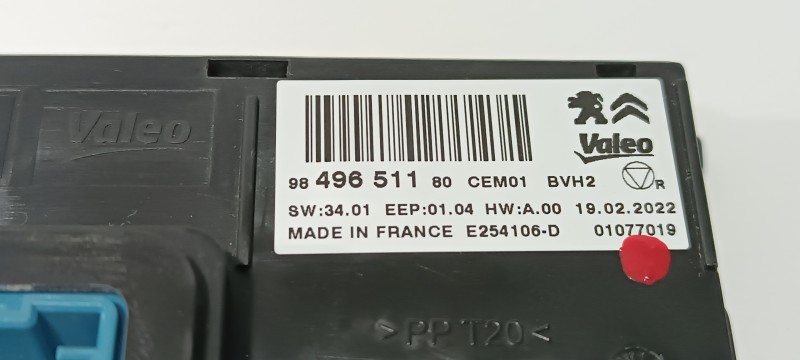 Valeo
Valeo
98 496 511 80 CEM01 BVH2
R
SW:34.01 EEP:01.04 HW:A.00 19.02.2022
MADE IN FRANCE E254106-D 01077019
>PP T20<